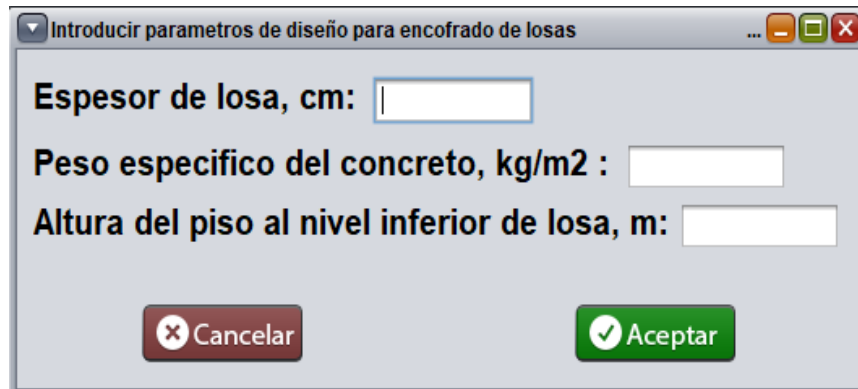 Introducir parametros de diseño para encofrado de losas ...
Espesor de losa, cm:
Peso especifico del concreto, kg/m2 :
Altura del piso al nivel inferior de losa, m:
Cancelar Aceptar